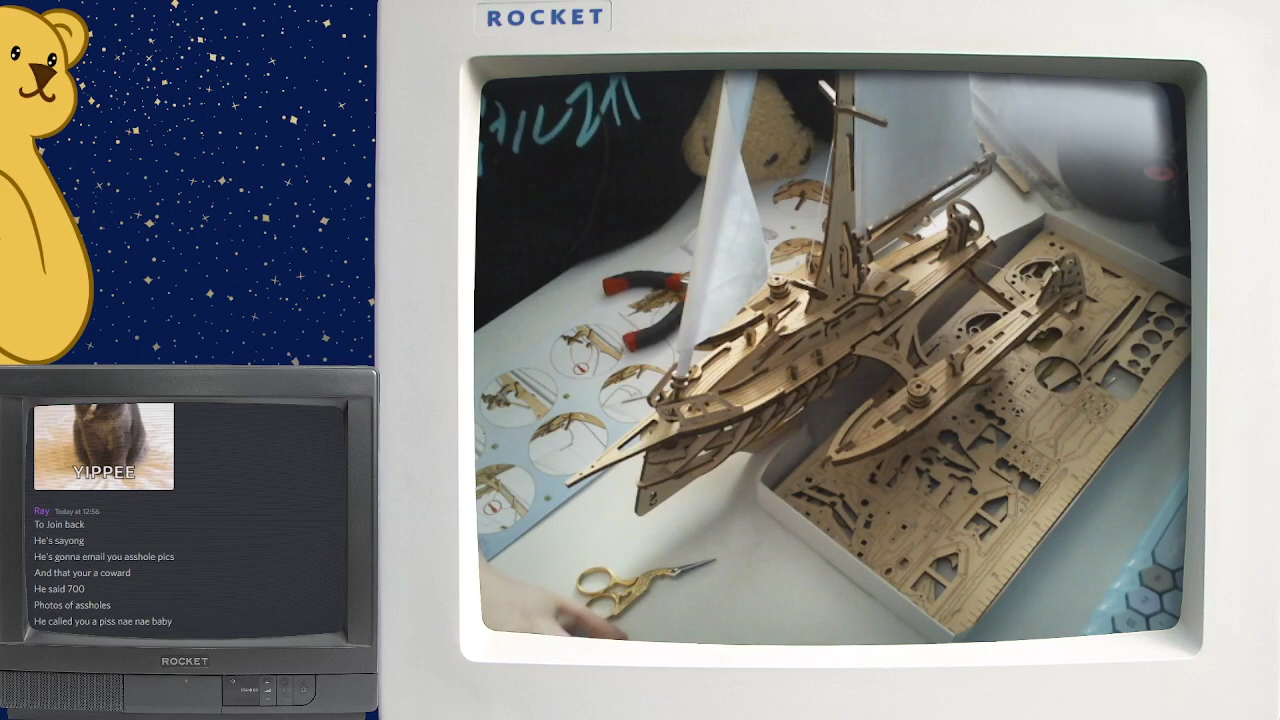 ROCKET
YIPPEE
Ray Today at 12:56
To Join back
He's sayong
He's gonna email you asshole pics
And that your a coward
He said 700
Photos of assholes
He called you a piss nae nae baby
ROCKET